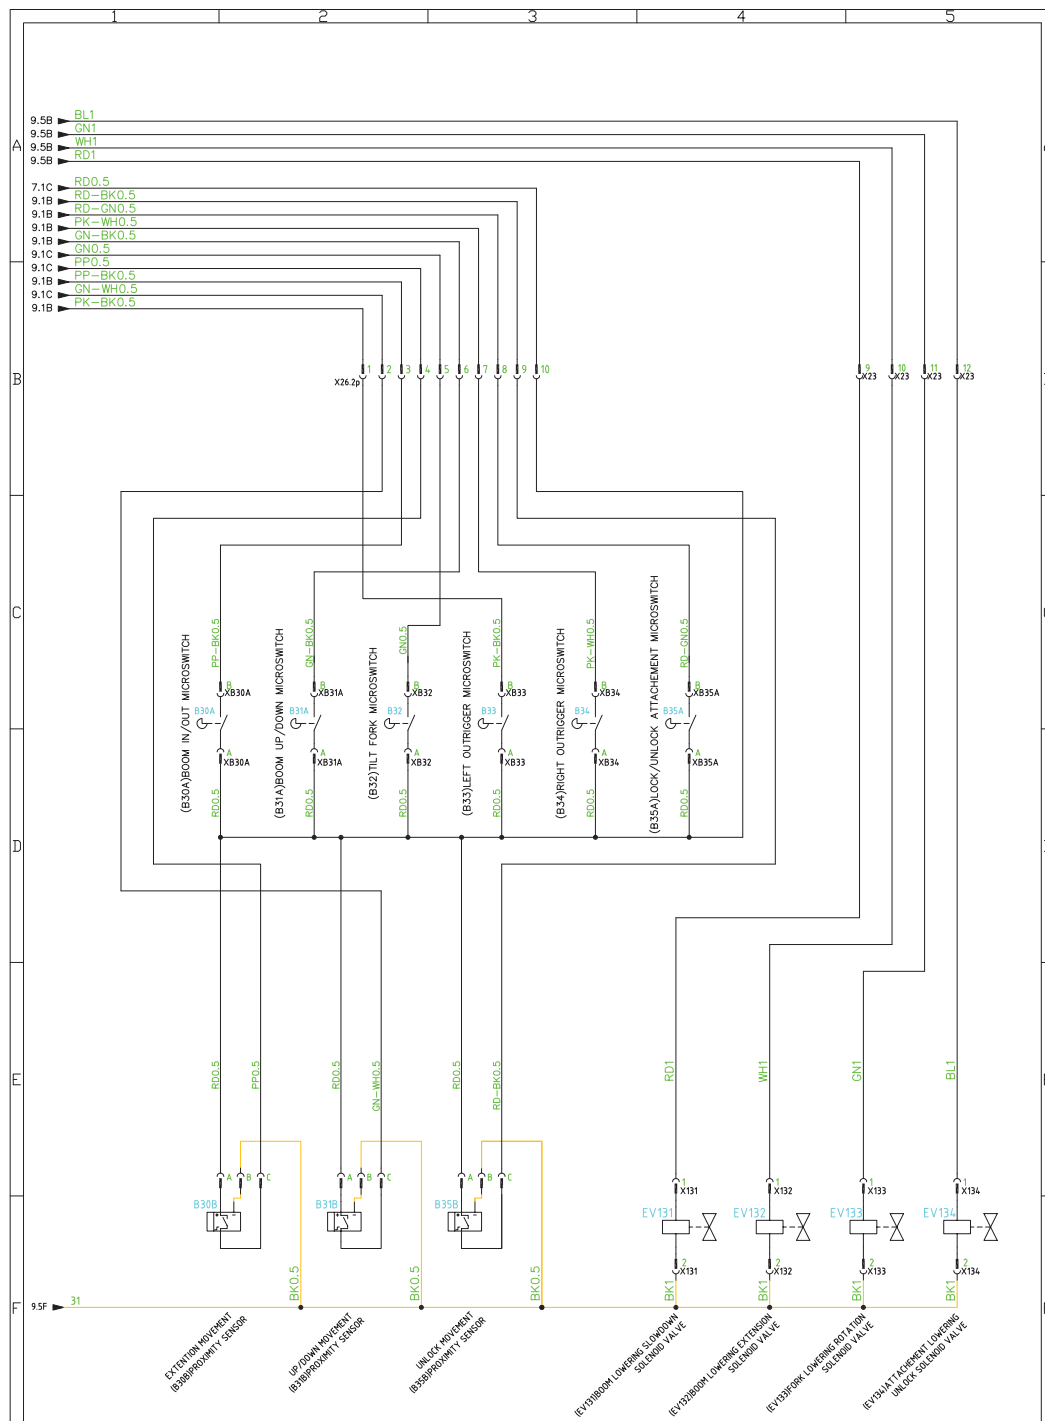 1 2 3 4 5
A
9.5B BL1
9.5B GN1
9.5B WH1
9.5B RD1
7.1C RD0.5
9.1B RD-BK0.5
9.1B RD-GN0.5
9.1B PK-WH0.5
9.1B GN-BK0.5
9.1C GN0.5
9.1C PP0.5
9.1B PP-BK0.5
9.1C GN-WH0.5
9.1B PK-BK0.5
B
X26.2p 1 2 3 4 5 6 7 8 9 10
9 X23 10 X23 11 X23 12 X23
C
PP-BK0.5 GN-BK0.5 GN0.5 PK-BK0.5 PK-WH0.5 RD-GN0.5
(B30A)BOOM IN/OUT MICROSWITCH
(B31A)BOOM UP/DOWN MICROSWITCH
(B32)TILT FORK MICROSWITCH
(B33)LEFT OUTRIGGER MICROSWITCH
(B34)RIGHT OUTRIGGER MICROSWITCH
(B35A)LOCK/UNLOCK ATTACHEMENT MICROSWITCH
B B B B B B
XB30A XB31A XB32 XB33 XB34 XB35A
B30A B31A B32 B33 B34 B35A
A A A A A A
XB30A XB31A XB32 XB33 XB34 XB35A
RD0.5 RD0.5 RD0.5 RD0.5 RD0.5 RD0.5
D
E
RD0.5 PP0.5 RD0.5 GN-WH0.5 RD0.5 RD-BK0.5 RD1 WH1 GN1 BL1
A B C A B C A B C
1 X131 1 X132 1 X133 1 X134
B30B B31B B35B EV131 EV132 EV133 EV134
2 X131 2 X132 2 X133 2 X134
BK0.5 BK0.5 BK0.5 BK1 BK1 BK1 BK1
F
9.5F 31
EXTENTION MOVEMENT
(B30B)PROXIMITY SENSOR
UP/DOWN MOVEMENT
(B31B)PROXIMITY SENSOR
UNLOCK MOVEMENT
(B35B)PROXIMITY SENSOR
(EV131)BOOM LOWERING SLOWDOWN
SOLENOID VALVE
(EV132)BOOM LOWERING EXTENSION
SOLENOID VALVE
(EV133)FORK LOWERING ROTATION
SOLENOID VALVE
(EV134)ATTACHEMENT LOWERING
UNLOCK SOLENOID VALVE